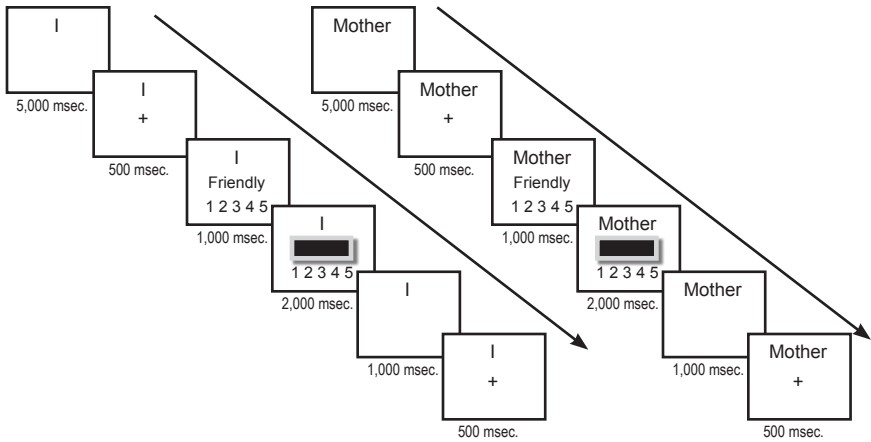 I
5,000 msec.
I
+
500 msec.
I
Friendly
1 2 3 4 5
1,000 msec.
I
1 2 3 4 5
2,000 msec.
I
1,000 msec.
I
+
500 msec.
Mother
5,000 msec.
Mother
+
500 msec.
Mother
Friendly
1 2 3 4 5
1,000 msec.
Mother
1 2 3 4 5
2,000 msec.
Mother
1,000 msec.
Mother
+
500 msec.